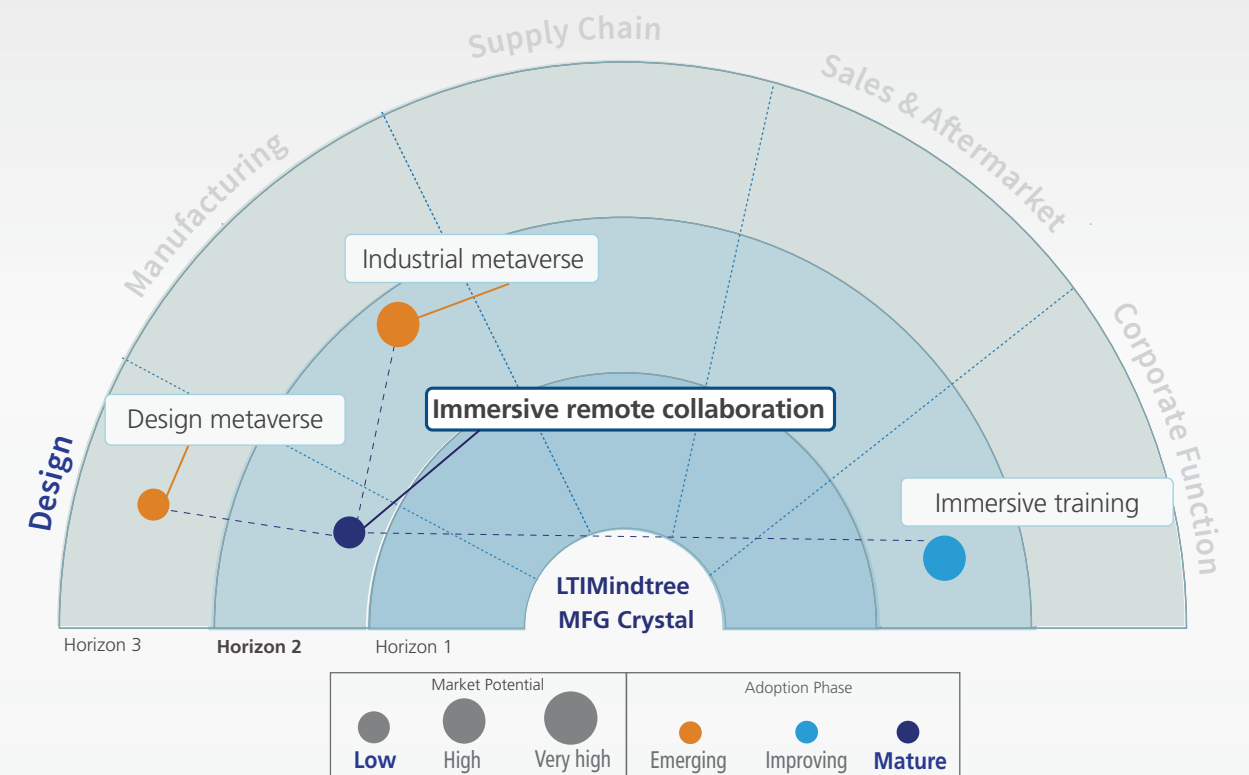 Supply Chain
Sales & Aftermarket
Manufacturing
Industrial metaverse
Corporate Function
Design metaverse
Immersive remote collaboration
Design
Immersive training
LTIMindtree
MFG Crystal
Horizon 3
Horizon 2
Horizon 1
Market Potential
Low
High
Very high
Adoption Phase
Emerging
Improving
Mature